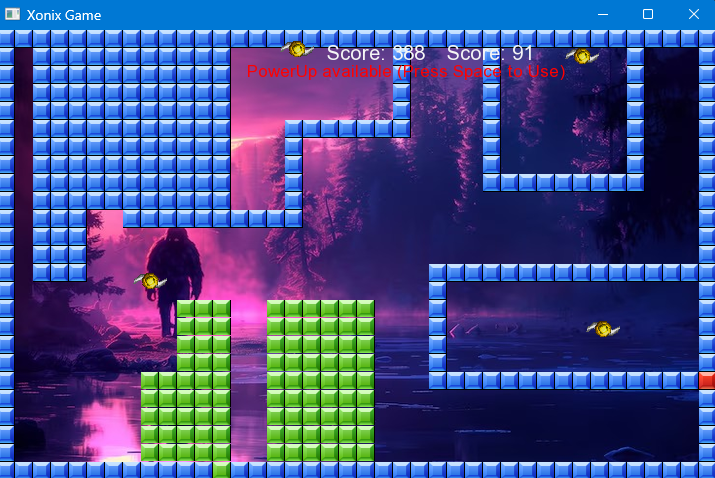 Xonix Game
Score: 388 Score: 91
PowerUp available (Press Space to Use)